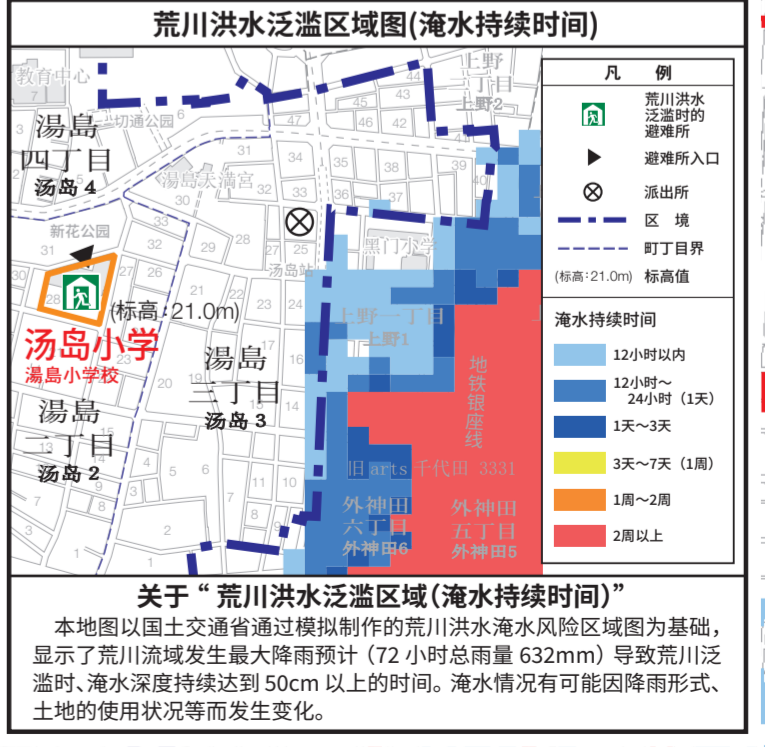 荒川洪水泛滥区域图(淹水持续时间)
教育中心
7
切通公园
湯島
四丁目
汤岛 4
上野
二丁目
上野2
湯島天満宮
新花公园
黑门小学
汤岛站
(标高:21.0m)
汤岛小学
湯島小学校
上野一丁目
上野1
湯島
三丁目
汤岛 3
地铁银座线
湯島
二丁目
汤岛 2
旧 arts 千代田 3331
外神田
六丁目
外神田6
外神田
五丁目
外神田5
凡 例
荒川洪水
泛滥时的
避难所
避难所入口
派出所
区 境
町丁目界
(标高:21.0m) 标高值
淹水持续时间
12小时以内
12小时～
24小时（1天）
1天～3天
3天～7天（1周）
1周～2周
2周以上
关于“ 荒川洪水泛滥区域(淹水持续时间)”
本地图以国土交通省通过模拟制作的荒川洪水淹水风险区域图为基础，
显示了荒川流域发生最大降雨预计（72 小时总雨量 632mm）导致荒川泛
滥时、淹水深度持续达到 50cm 以上的时间。淹水情况有可能因降雨形式、
土地的使用状况等而发生变化。